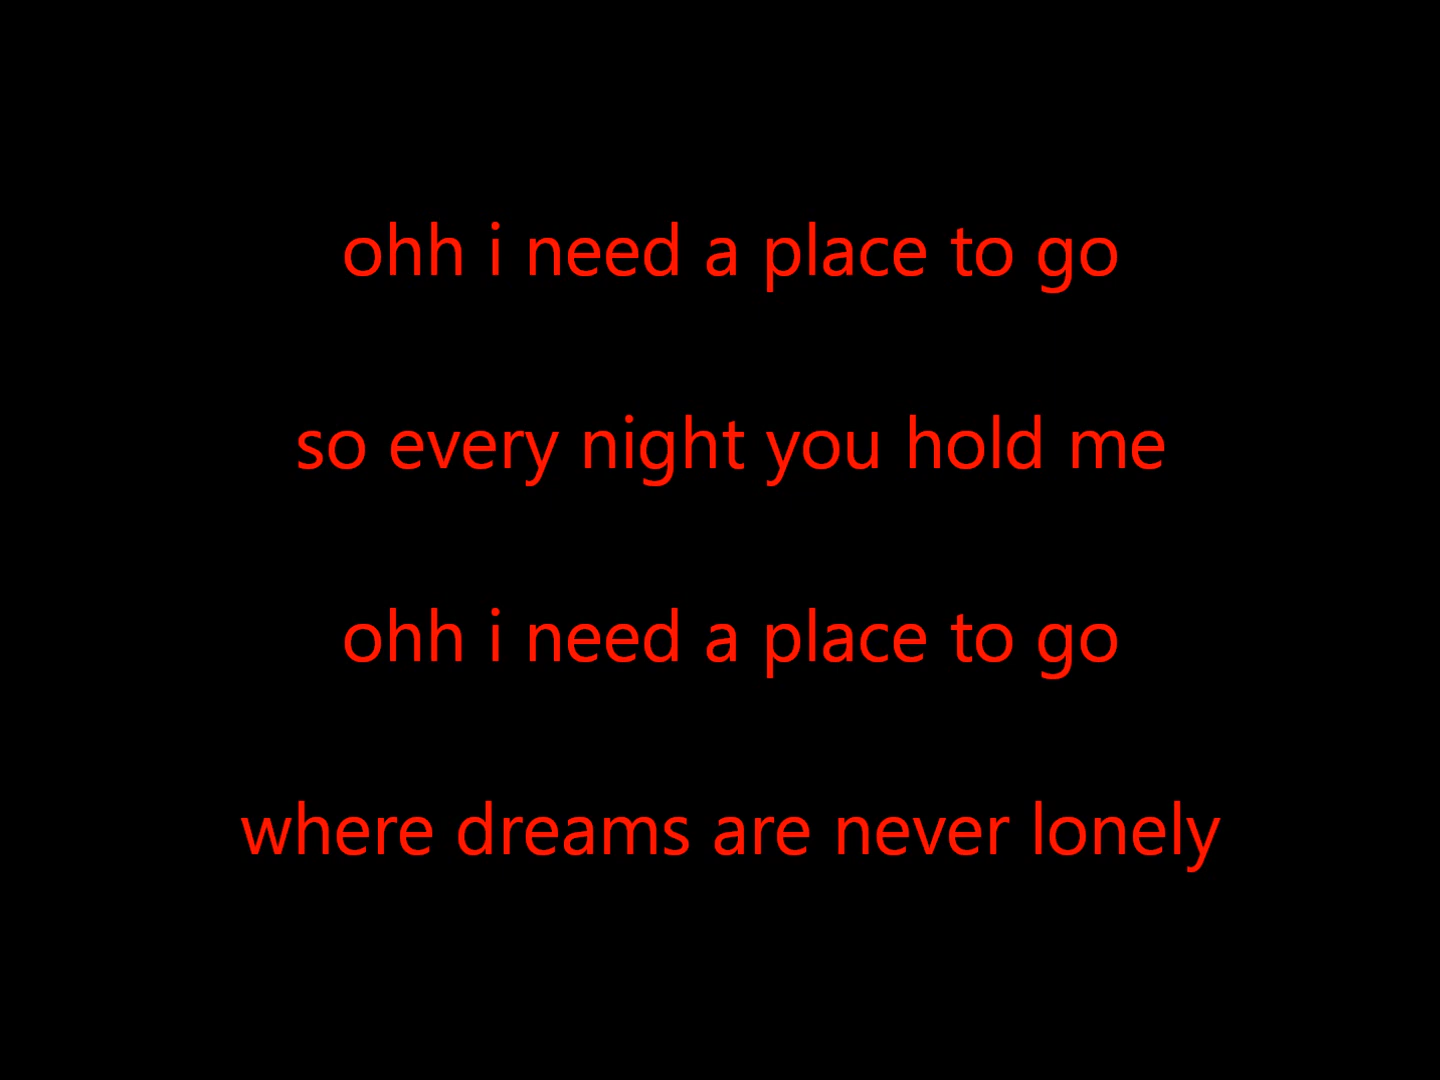 ohh i need a place to go
so every night you hold me
ohh i need a place to go
where dreams are never lonely